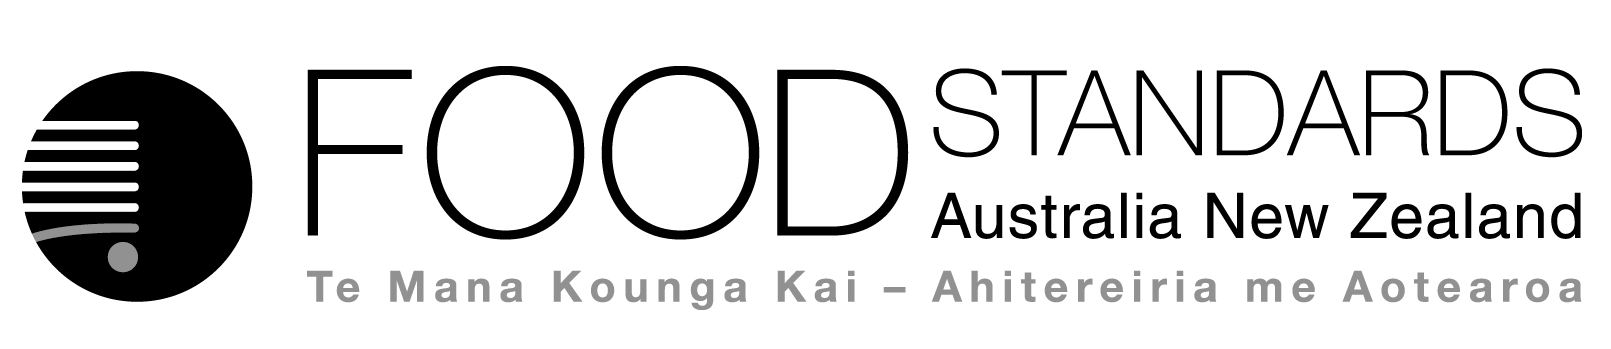 FOOD STANDARDS
Australia New Zealand
Te Mana Kounga Kai – Ahitereiria me Aotearoa